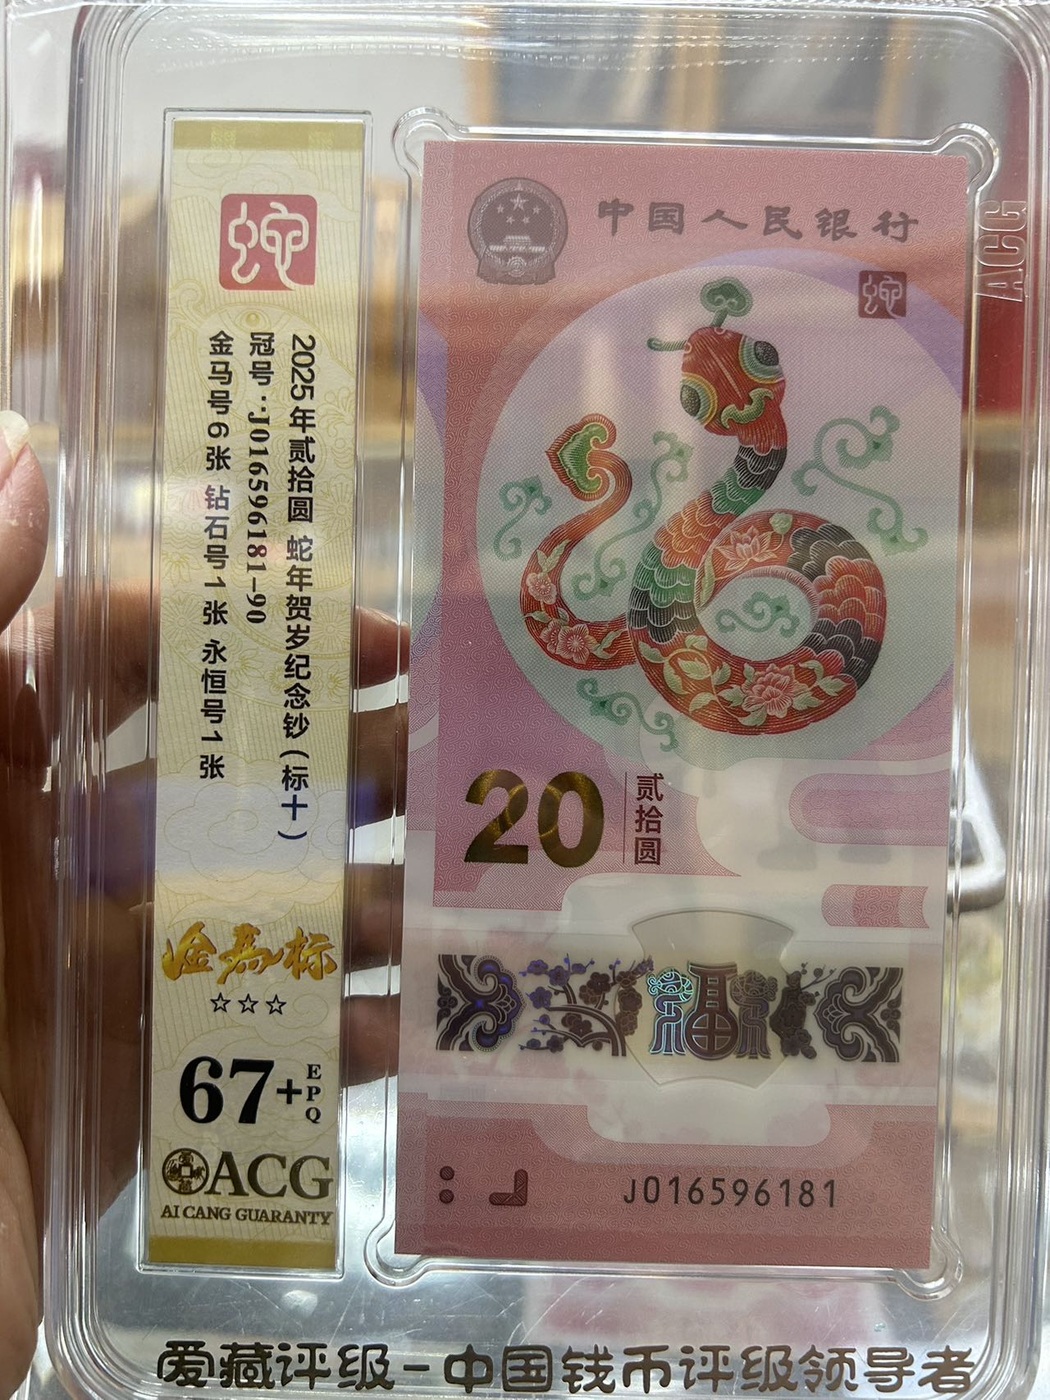 蛇
2025年贰拾圆 蛇年贺岁纪念钞(标十)
冠号:J016596181-90
金马号6张 钻石号1张 永恒号1张
金马标
☆☆☆
67+EPQ
ACG
AI CANG GUARANTY
中国人民银行
蛇
20 贰拾圆
福
J016596181
ACG
爱藏评级-中国钱币评级领导者